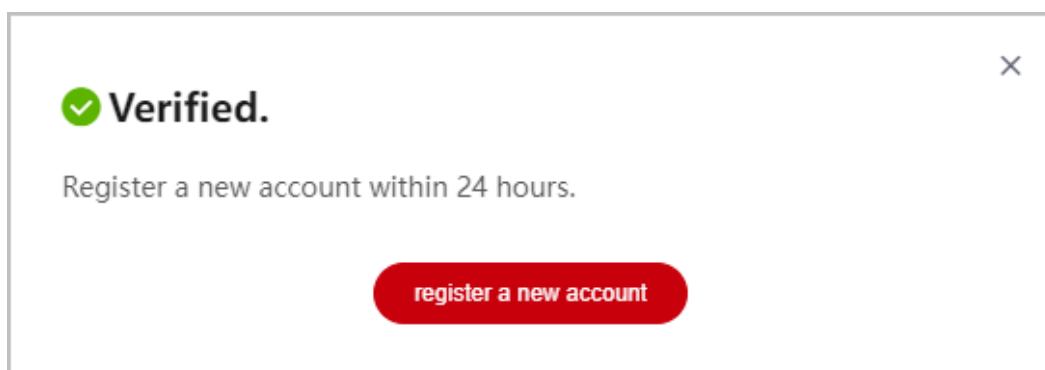 Verified.
Register a new account within 24 hours.
register a new account